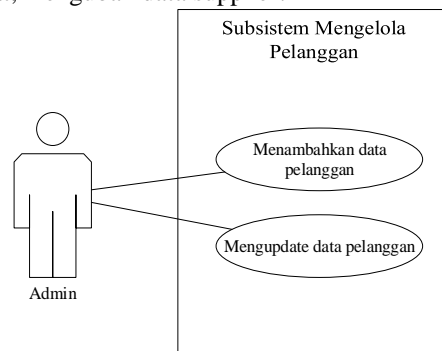 Subsistem Mengelola
Pelanggan
Menambahkan data
pelanggan
Mengupdate data pelanggan
Admin